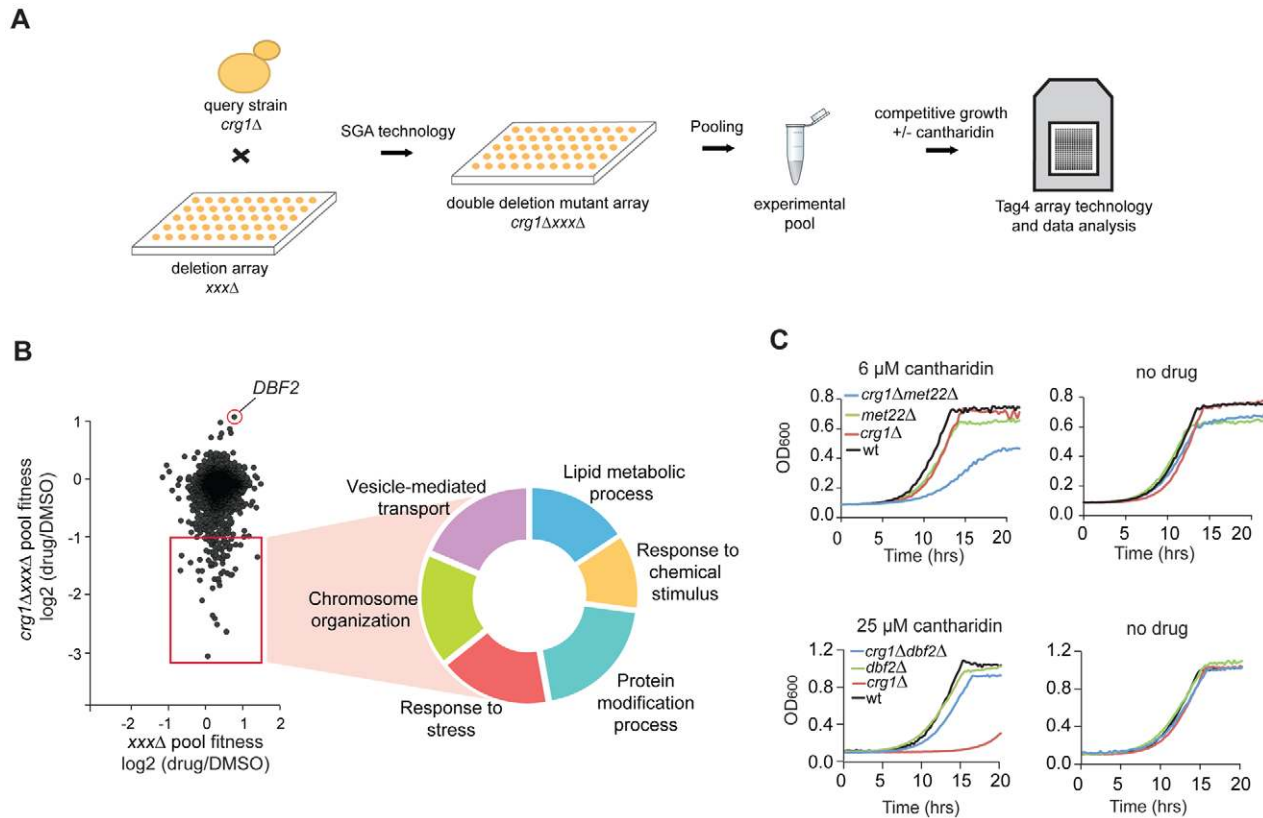 A
query strain
crg1Δ
deletion array
xxxΔ
SGA technology
double deletion mutant array
crg1Δxxx​Δ
Pooling
experimental
pool
competitive growth
+/- cantharidin
Tag4 array technology
and data analysis
B
DBF2
1
0
-1
-2
-3
-2
-1
0
1
2
crg1ΔxxxΔ pool fitness
log2 (drug/DMSO)
xxxΔ pool fitness
log2 (drug/DMSO)
Vesicle-mediated
transport
Lipid metabolic
process
Response to
chemical
stimulus
Chromosome
organization
Response to
stress
Protein
modification
process
C
6 µM cantharidin
crg1Δmet22Δ
met22Δ
crg1Δ
wt
0.8
0.6
0.4
0.2
0.0
OD600
0
5
10
15
20
Time (hrs)
no drug
0.8
0.6
0.4
0.2
0.0
0
5
10
15
20
Time (hrs)
25 µM cantharidin
crg1Δdbf2Δ
dbf2Δ
crg1Δ
wt
1.2
0.8
0.4
0.0
OD600
0
5
10
15
20
Time (hrs)
no drug
1.2
0.8
0.4
0.0
0
5
10
15
20
Time (hrs)